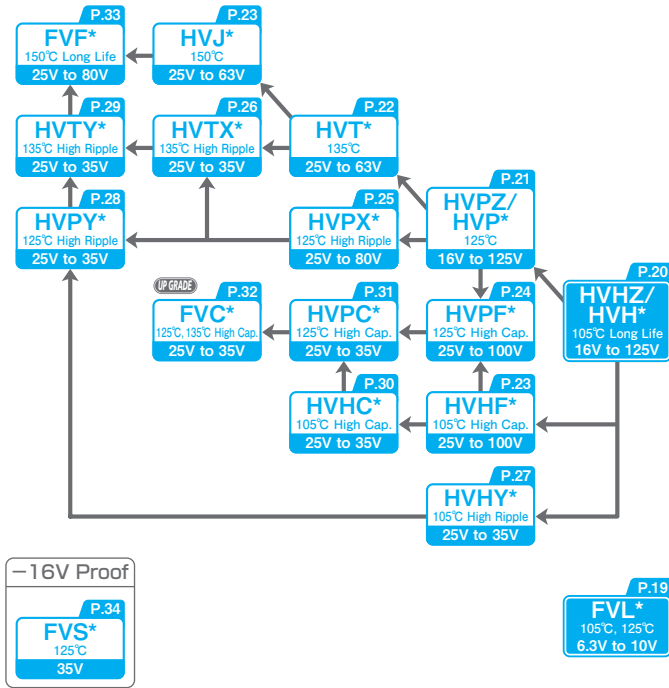 P.33
FVF*
150℃ Long Life
25V to 80V
P.23
HVJ*
150℃
25V to 63V
P.29
HVTY*
135℃ High Ripple
25V to 35V
P.26
HVTX*
135℃ High Ripple
25V to 35V
P.22
HVT*
135℃
25V to 63V
P.28
HVPY*
125℃ High Ripple
25V to 35V
P.25
HVPX*
125℃ High Ripple
25V to 80V
P.21
HVPZ/
HVP*
125℃
16V to 125V
UP GRADE
P.32
FVC*
125℃, 135℃ High Cap.
25V to 35V
P.31
HVPC*
125℃ High Cap.
25V to 35V
P.24
HVPF*
125℃ High Cap.
25V to 100V
P.20
HVHZ/
HVH*
105℃ Long Life
16V to 125V
P.30
HVHC*
105℃ High Cap.
25V to 35V
P.23
HVHF*
105℃ High Cap.
25V to 100V
P.27
HVHY*
105℃ High Ripple
25V to 35V
−16V Proof
P.34
FVS*
125℃
35V
P.19
FVL*
105℃, 125℃
6.3V to 10V